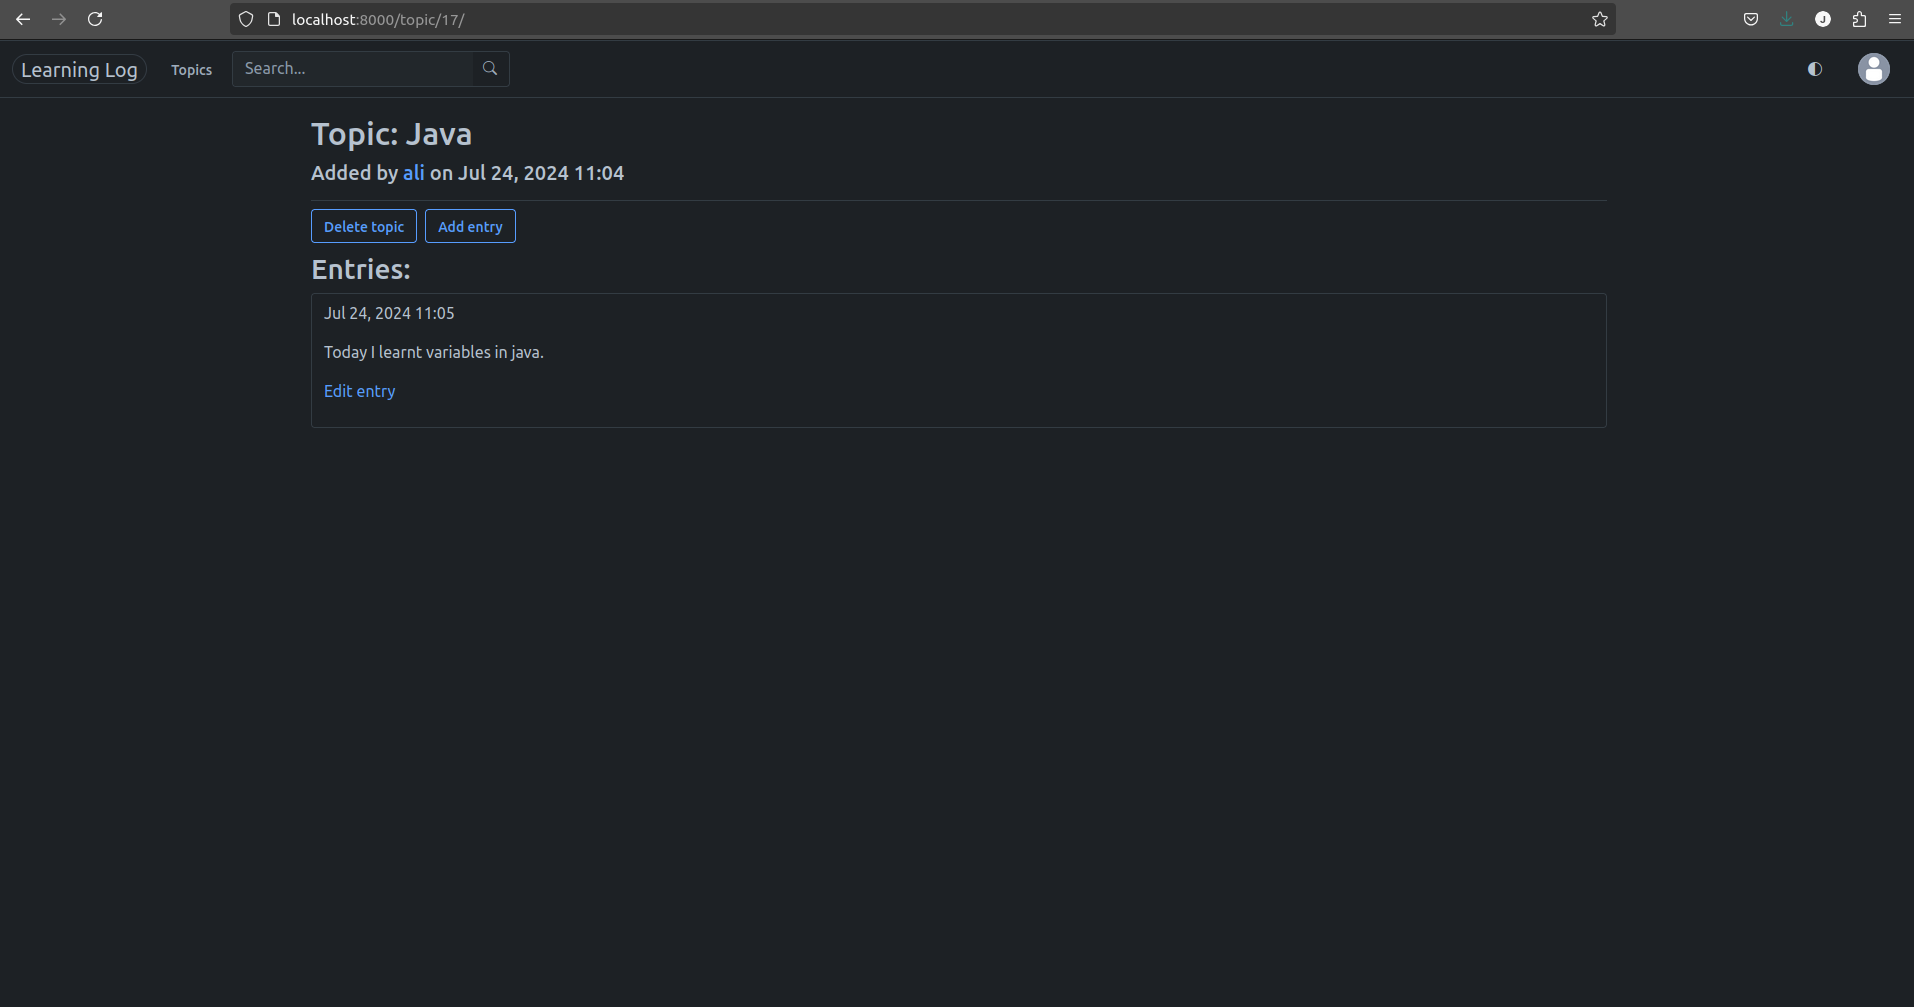 localhost:8000/topic/17/
J
Learning Log
Topics
Search...
Topic: Java
Added by ali on Jul 24, 2024 11:04
Delete topic
Add entry
Entries:
Jul 24, 2024 11:05
Today I learnt variables in java.
Edit entry